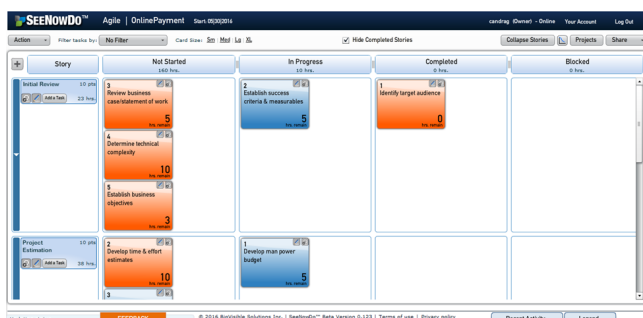 SEENOWDO™ Agile | OnlinePayment Start: 05|30|2016 candrag (Owner) - Online Your Account Log Out
Action Filter tasks by: No Filter Card Size: Sm Med Lg XL Hide Completed Stories Collapse Stories Projects Share
+ Story Not Started In Progress Completed Blocked
160 hrs. 10 hrs. 0 hrs. 0 hrs.
Initial Review 10 pts
Add a Task 23 hrs.
3
Review business
case/statement of work
5
hrs. remain
4
Determine technical
complexity
10
hrs. remain
5
Establish business
objectives
3
hrs. remain
2
Establish success
criteria & measurables
5
hrs. remain
1
Identify target audience
0
hrs. remain
Project 10 pts
Estimation
Add a Task 38 hrs.
2
Develop time & effort
estimates
10
hrs. remain
3
1
Develop man power
budget
5
hrs. remain
FEEDBACK © 2016 BioVisible Solutions Inc. | SeeNowDo™ Beta Version 0.123 | Terms of use | Privacy policy Recent Activity Legend